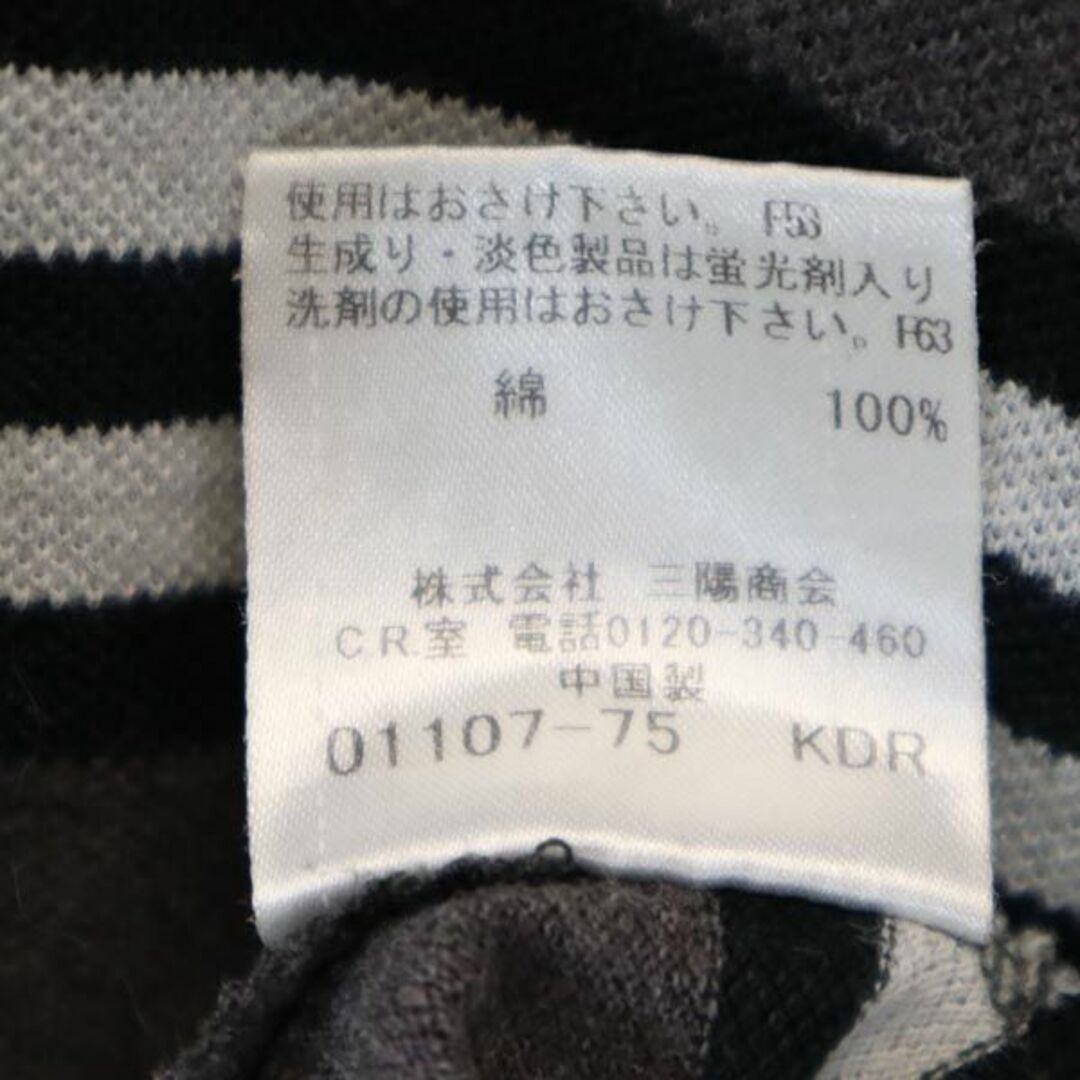 使用はおさけ下さい。 F53
生成り・淡色製品は蛍光剤入り
洗剤の使用はおさけ下さい。F63
綿 100%
株式会社 三陽商会
C.R.室 電話0120-340-460
中国製
01107-75 KDR